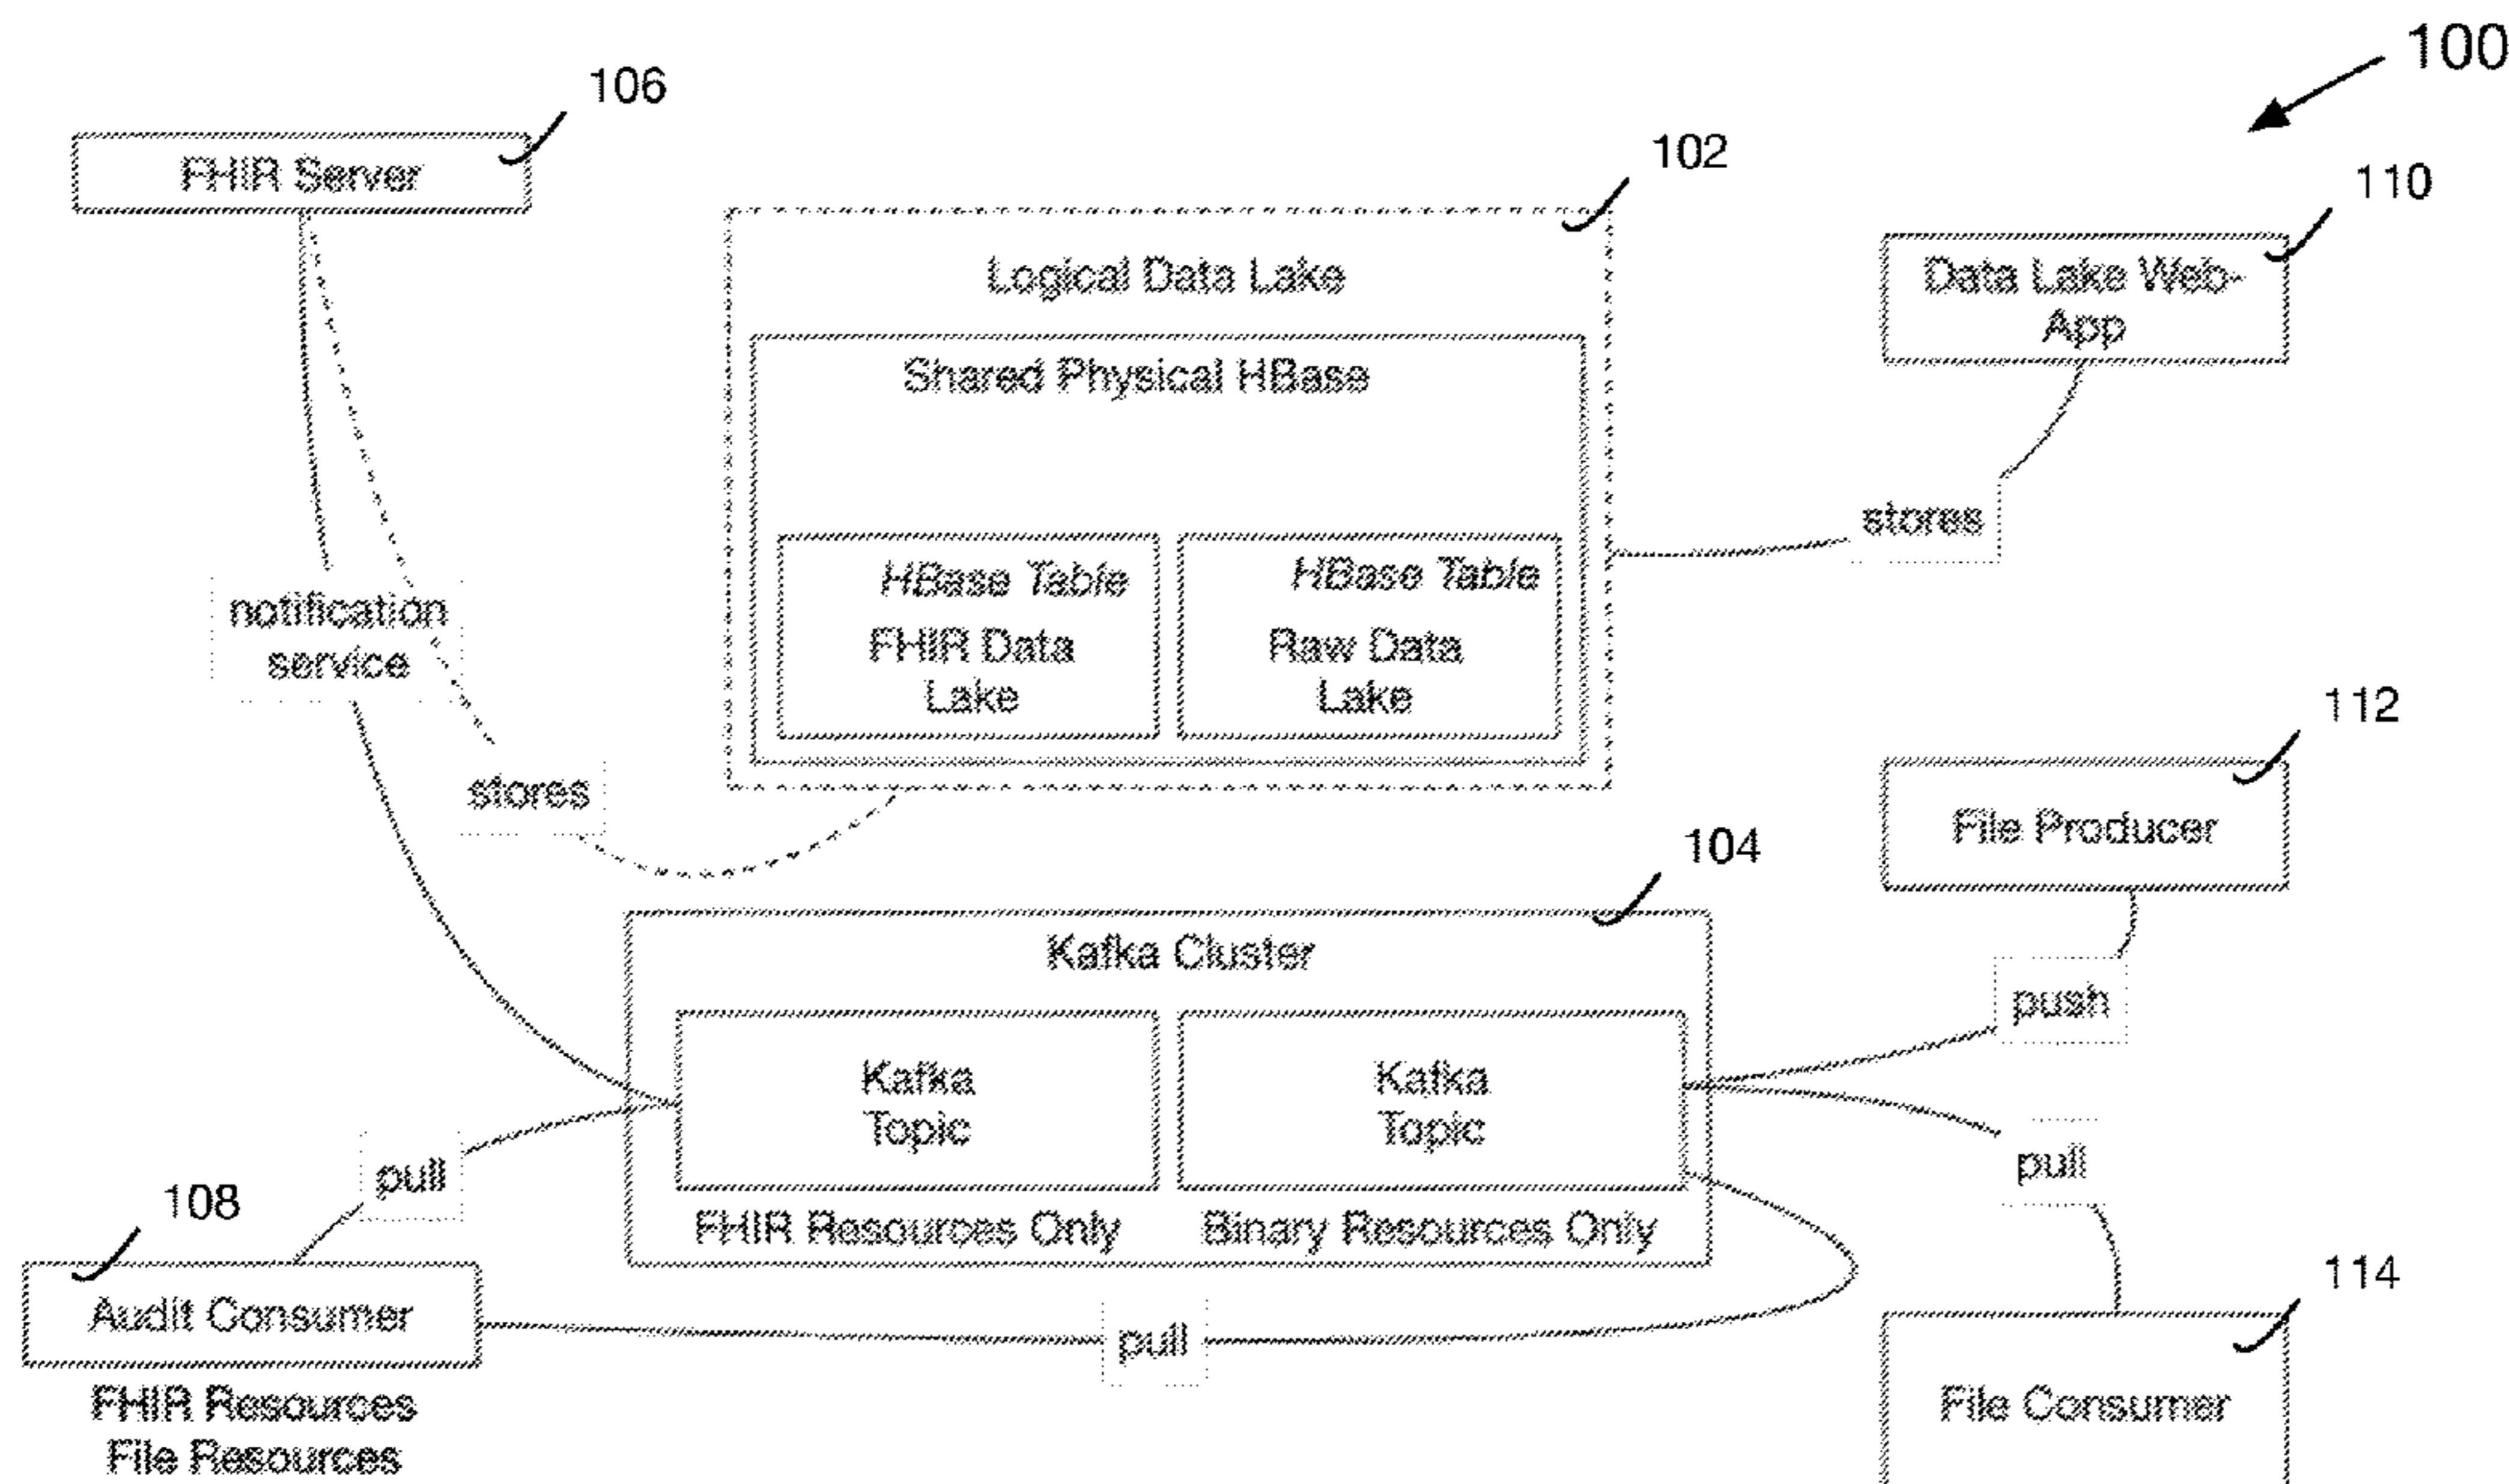 100
106
FHIR Server
102
110
Logical Data Lake
Data Lake Web-
App
Shared Physical HBase
stores
HBase Table
FHIR Data
Lake
HBase Table
Raw Data
Lake
notification
service
stores
112
File Producer
104
Kafka Cluster
push
Kafka
Topic
Kafka
Topic
pull
pull
FHIR Resources Only
Binary Resources Only
108
Audit Consumer
FHIR Resources
File Resources
pull
114
File Consumer